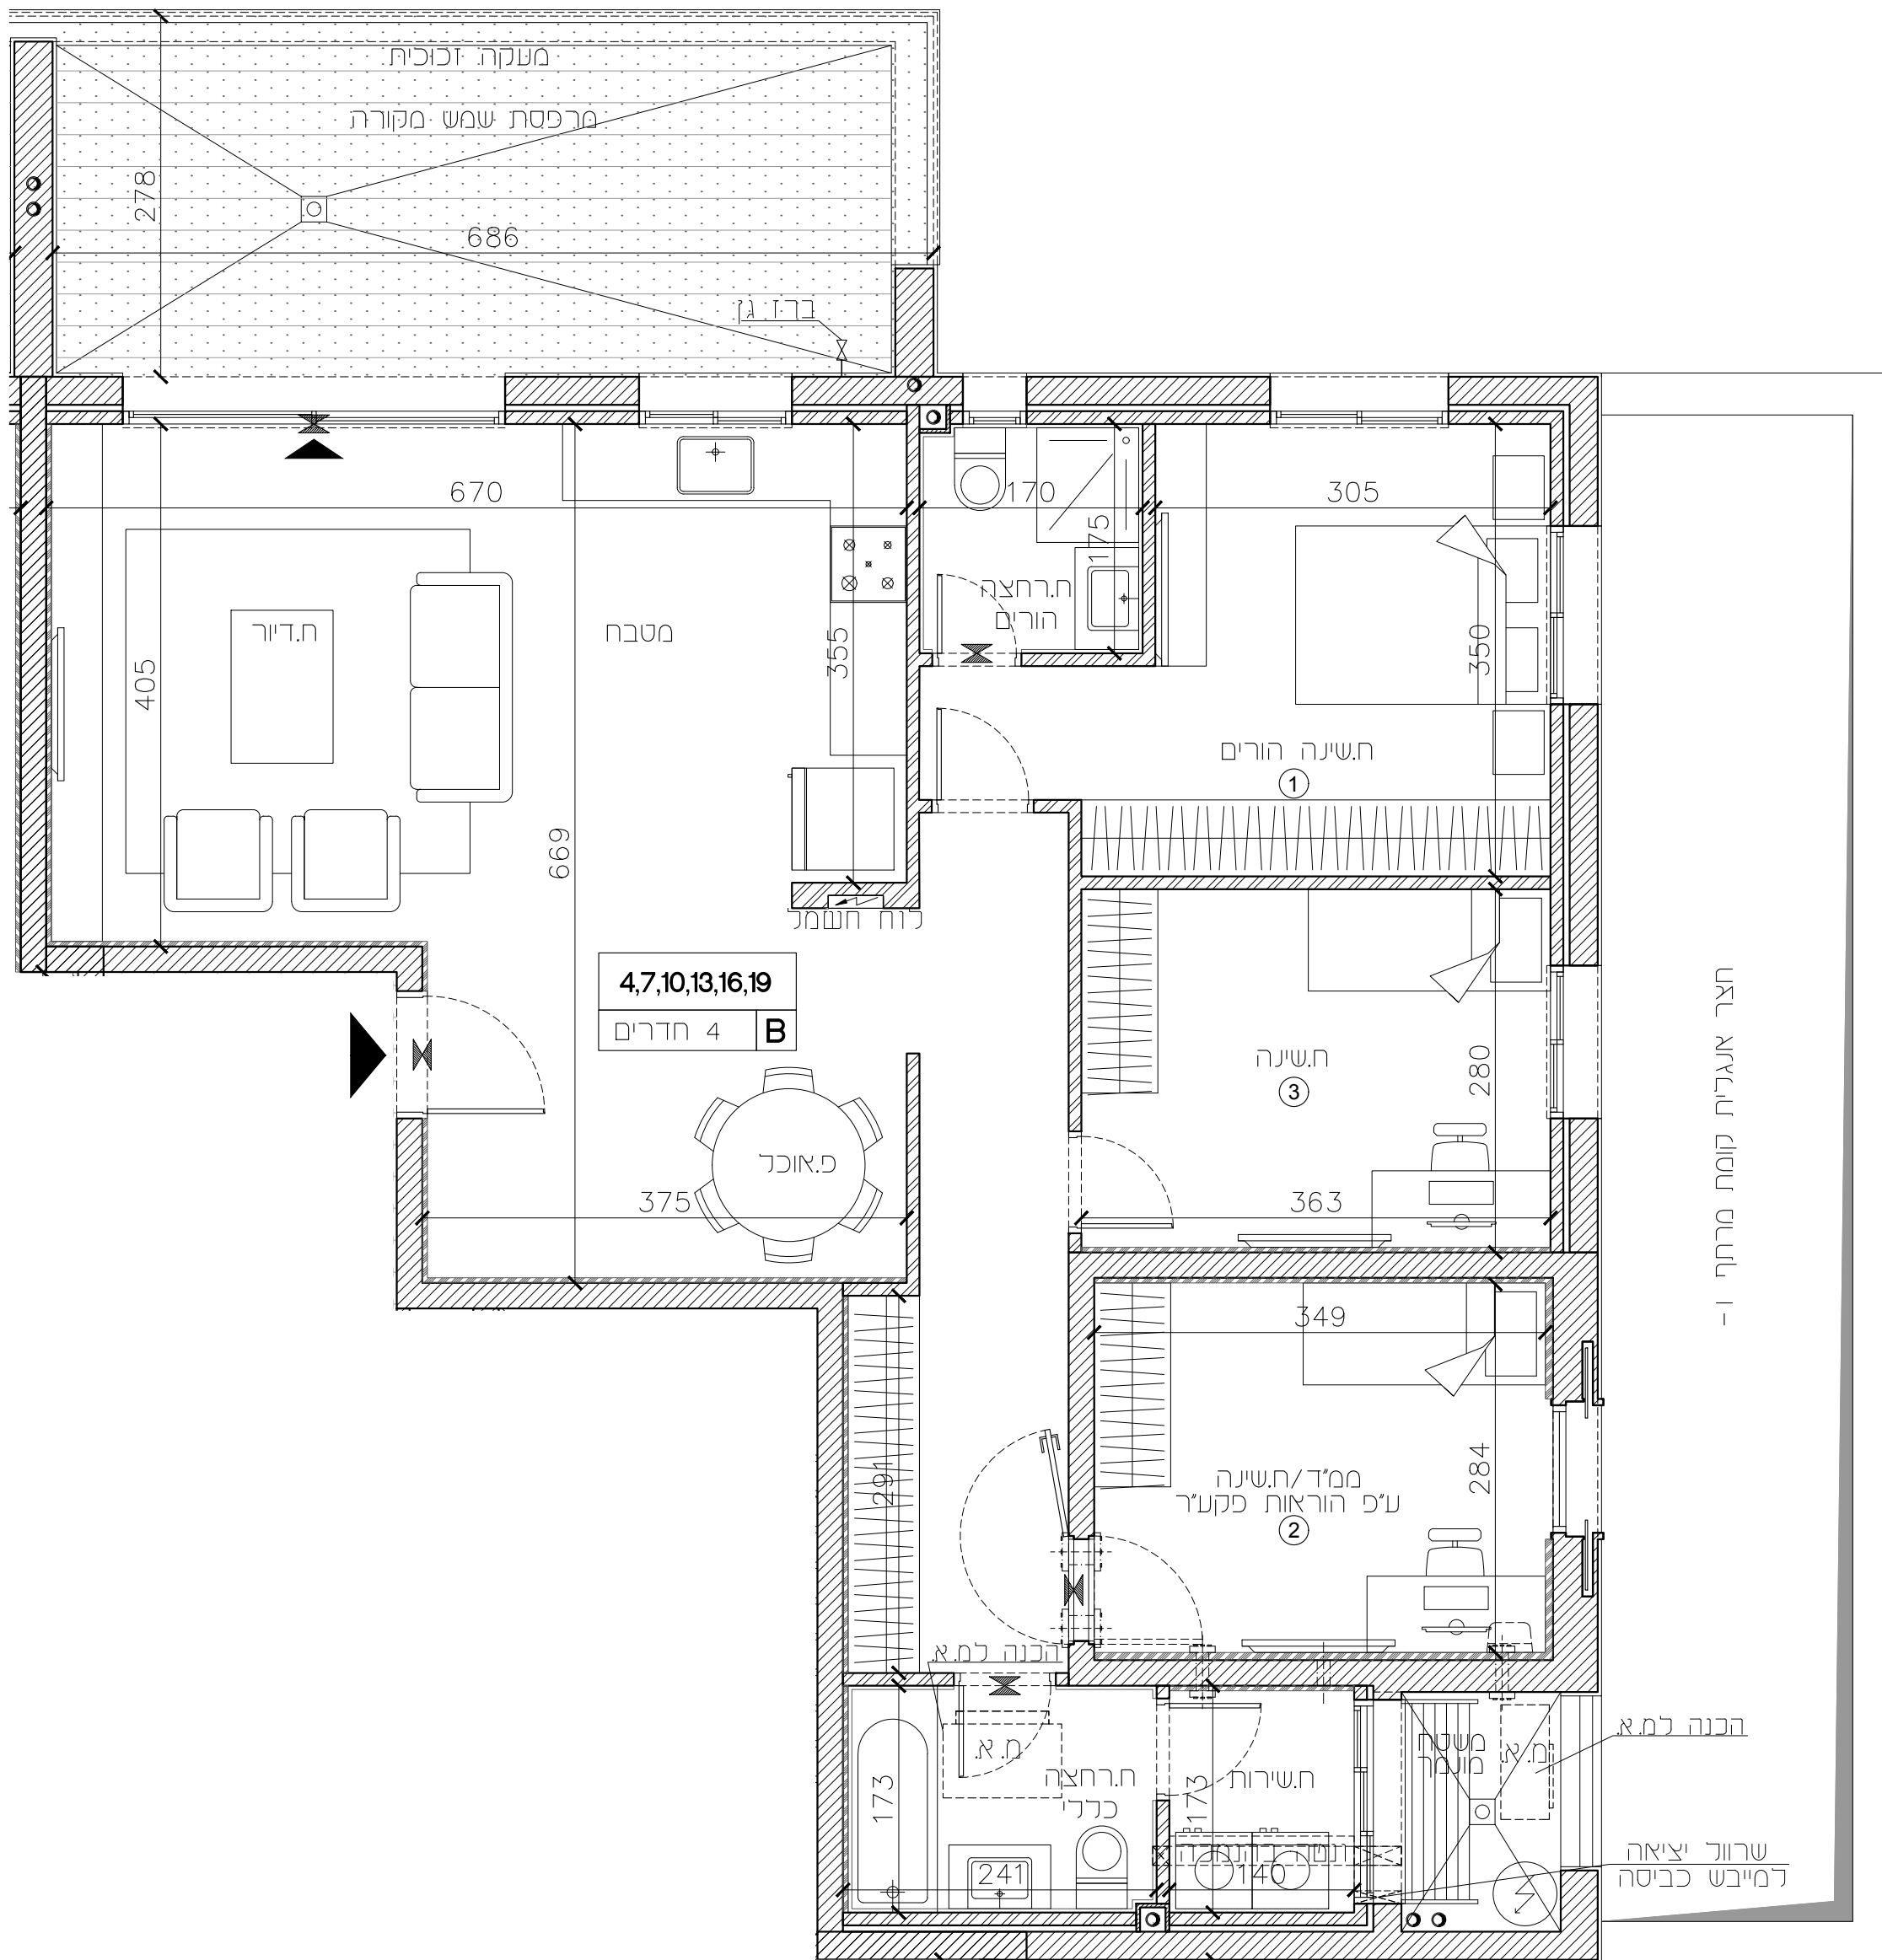 מעקה זכוכית
מרפסת שמש מקורה
278
686
ברז גן
670
170
305
175
ח.רחצה
הורים
ח.דיור
מטבח
405
355
350
ח.שינה הורים
1
669
לוח חשמל
4,7,10,13,16,19
4 חדרים
B
ח.שינה
3
280
פ.אוכל
375
363
חצר אנגלית קומת מרתף 1-
349
291
284
ממ"ד/ח.שינה
ע"פ הוראות פקע"ר
2
הכנה למ.א.
מ.א.
ח.רחצה
כללי
173
ח.שירות
173
משטח
מונמך
מ.א.
הכנה למ.א.
241
140
שרוול יציאה
למייבש כביסה